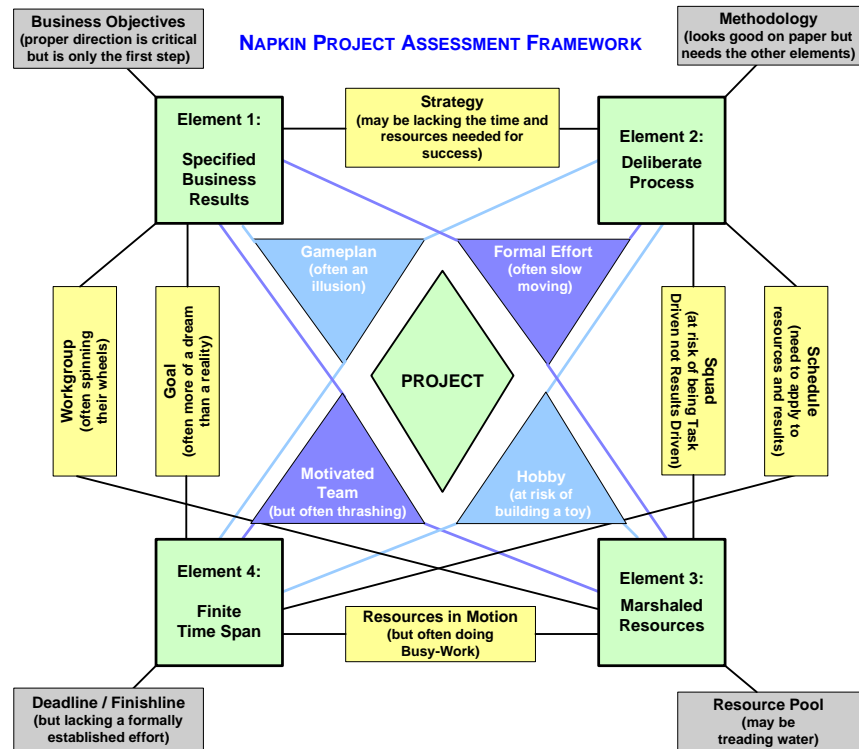 Business Objectives
(proper direction is critical
but is only the first step)
NAPKIN PROJECT ASSESSMENT FRAMEWORK
Methodology
(looks good on paper but
needs the other elements)
Element 1:
Specified
Business
Results
Strategy
(may be lacking the time and
resources needed for
success)
Element 2:
Deliberate
Process
Gameplan
(often an
illusion)
Formal Effort
(often slow
moving)
Workgroup
(often spinning
their wheels)
Goal
(often more of a dream
than a reality)
PROJECT
Squad
(at risk of being Task
Driven not Results
Driven)
Schedule
(need to apply to
resources and results)
Motivated
Team
(but often thrashing)
Hobby
(at risk of
building a toy)
Element 4:
Finite
Time Span
Resources in Motion
(but often doing
Busy-Work)
Element 3:
Marshaled
Resources
Deadline / Finishline
(but lacking a formally
established effort)
Resource Pool
(may be
treading water)